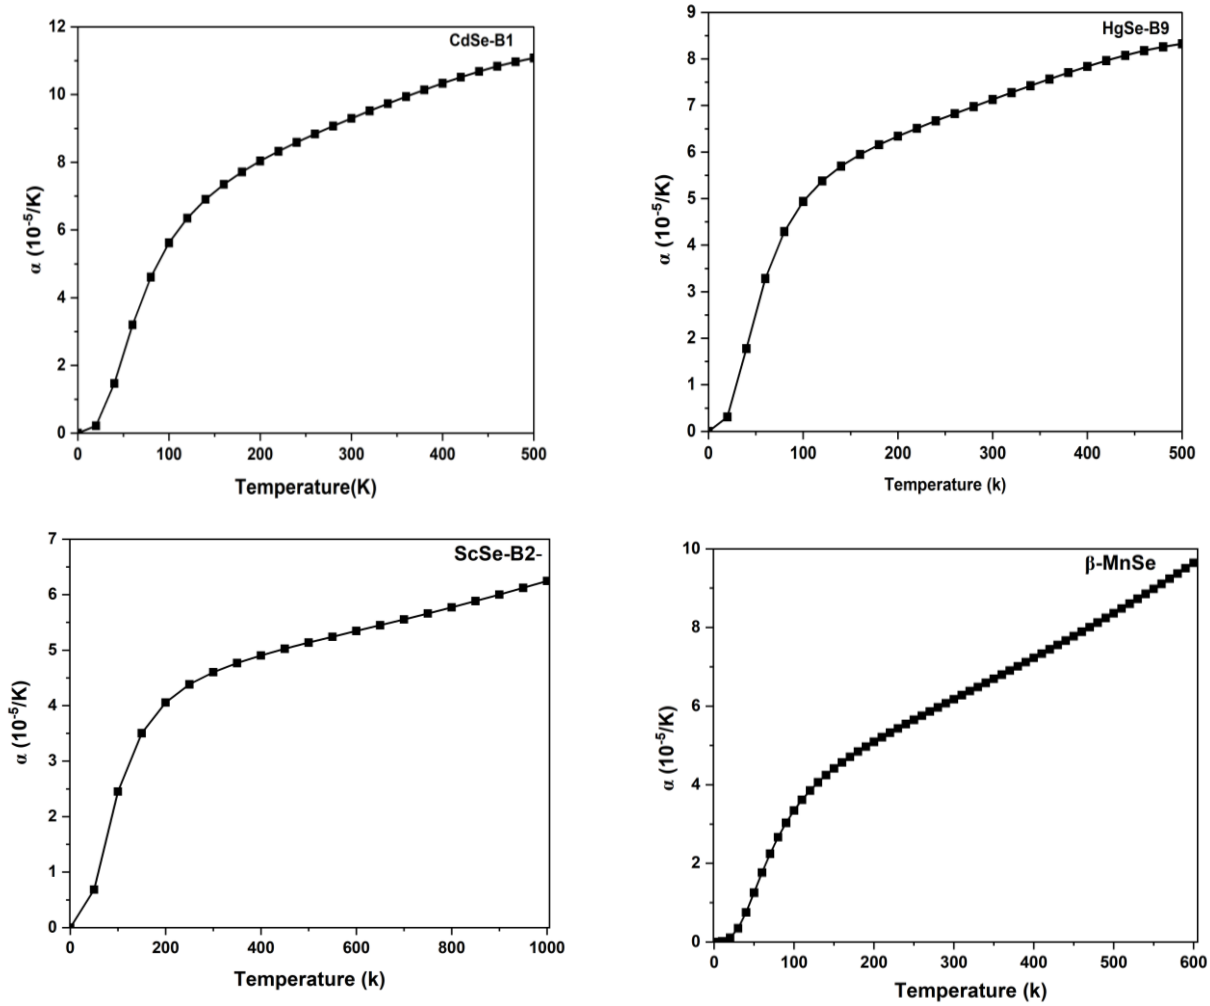 CdSe-B1
12
10
8
6
4
2
0
α (10⁻⁵/K)
0 100 200 300 400 500
Temperature(K)
HgSe-B9
9
8
7
6
5
4
3
2
1
0
α (10⁻⁵/K)
0 100 200 300 400 500
Temperature (k)
ScSe-B2-
7
6
5
4
3
2
1
0
α (10⁻⁵/K)
0 200 400 600 800 1000
Temperature (k)
β-MnSe
10
8
6
4
2
0
α (10⁻⁵/K)
0 100 200 300 400 500 600
Temperature (k)